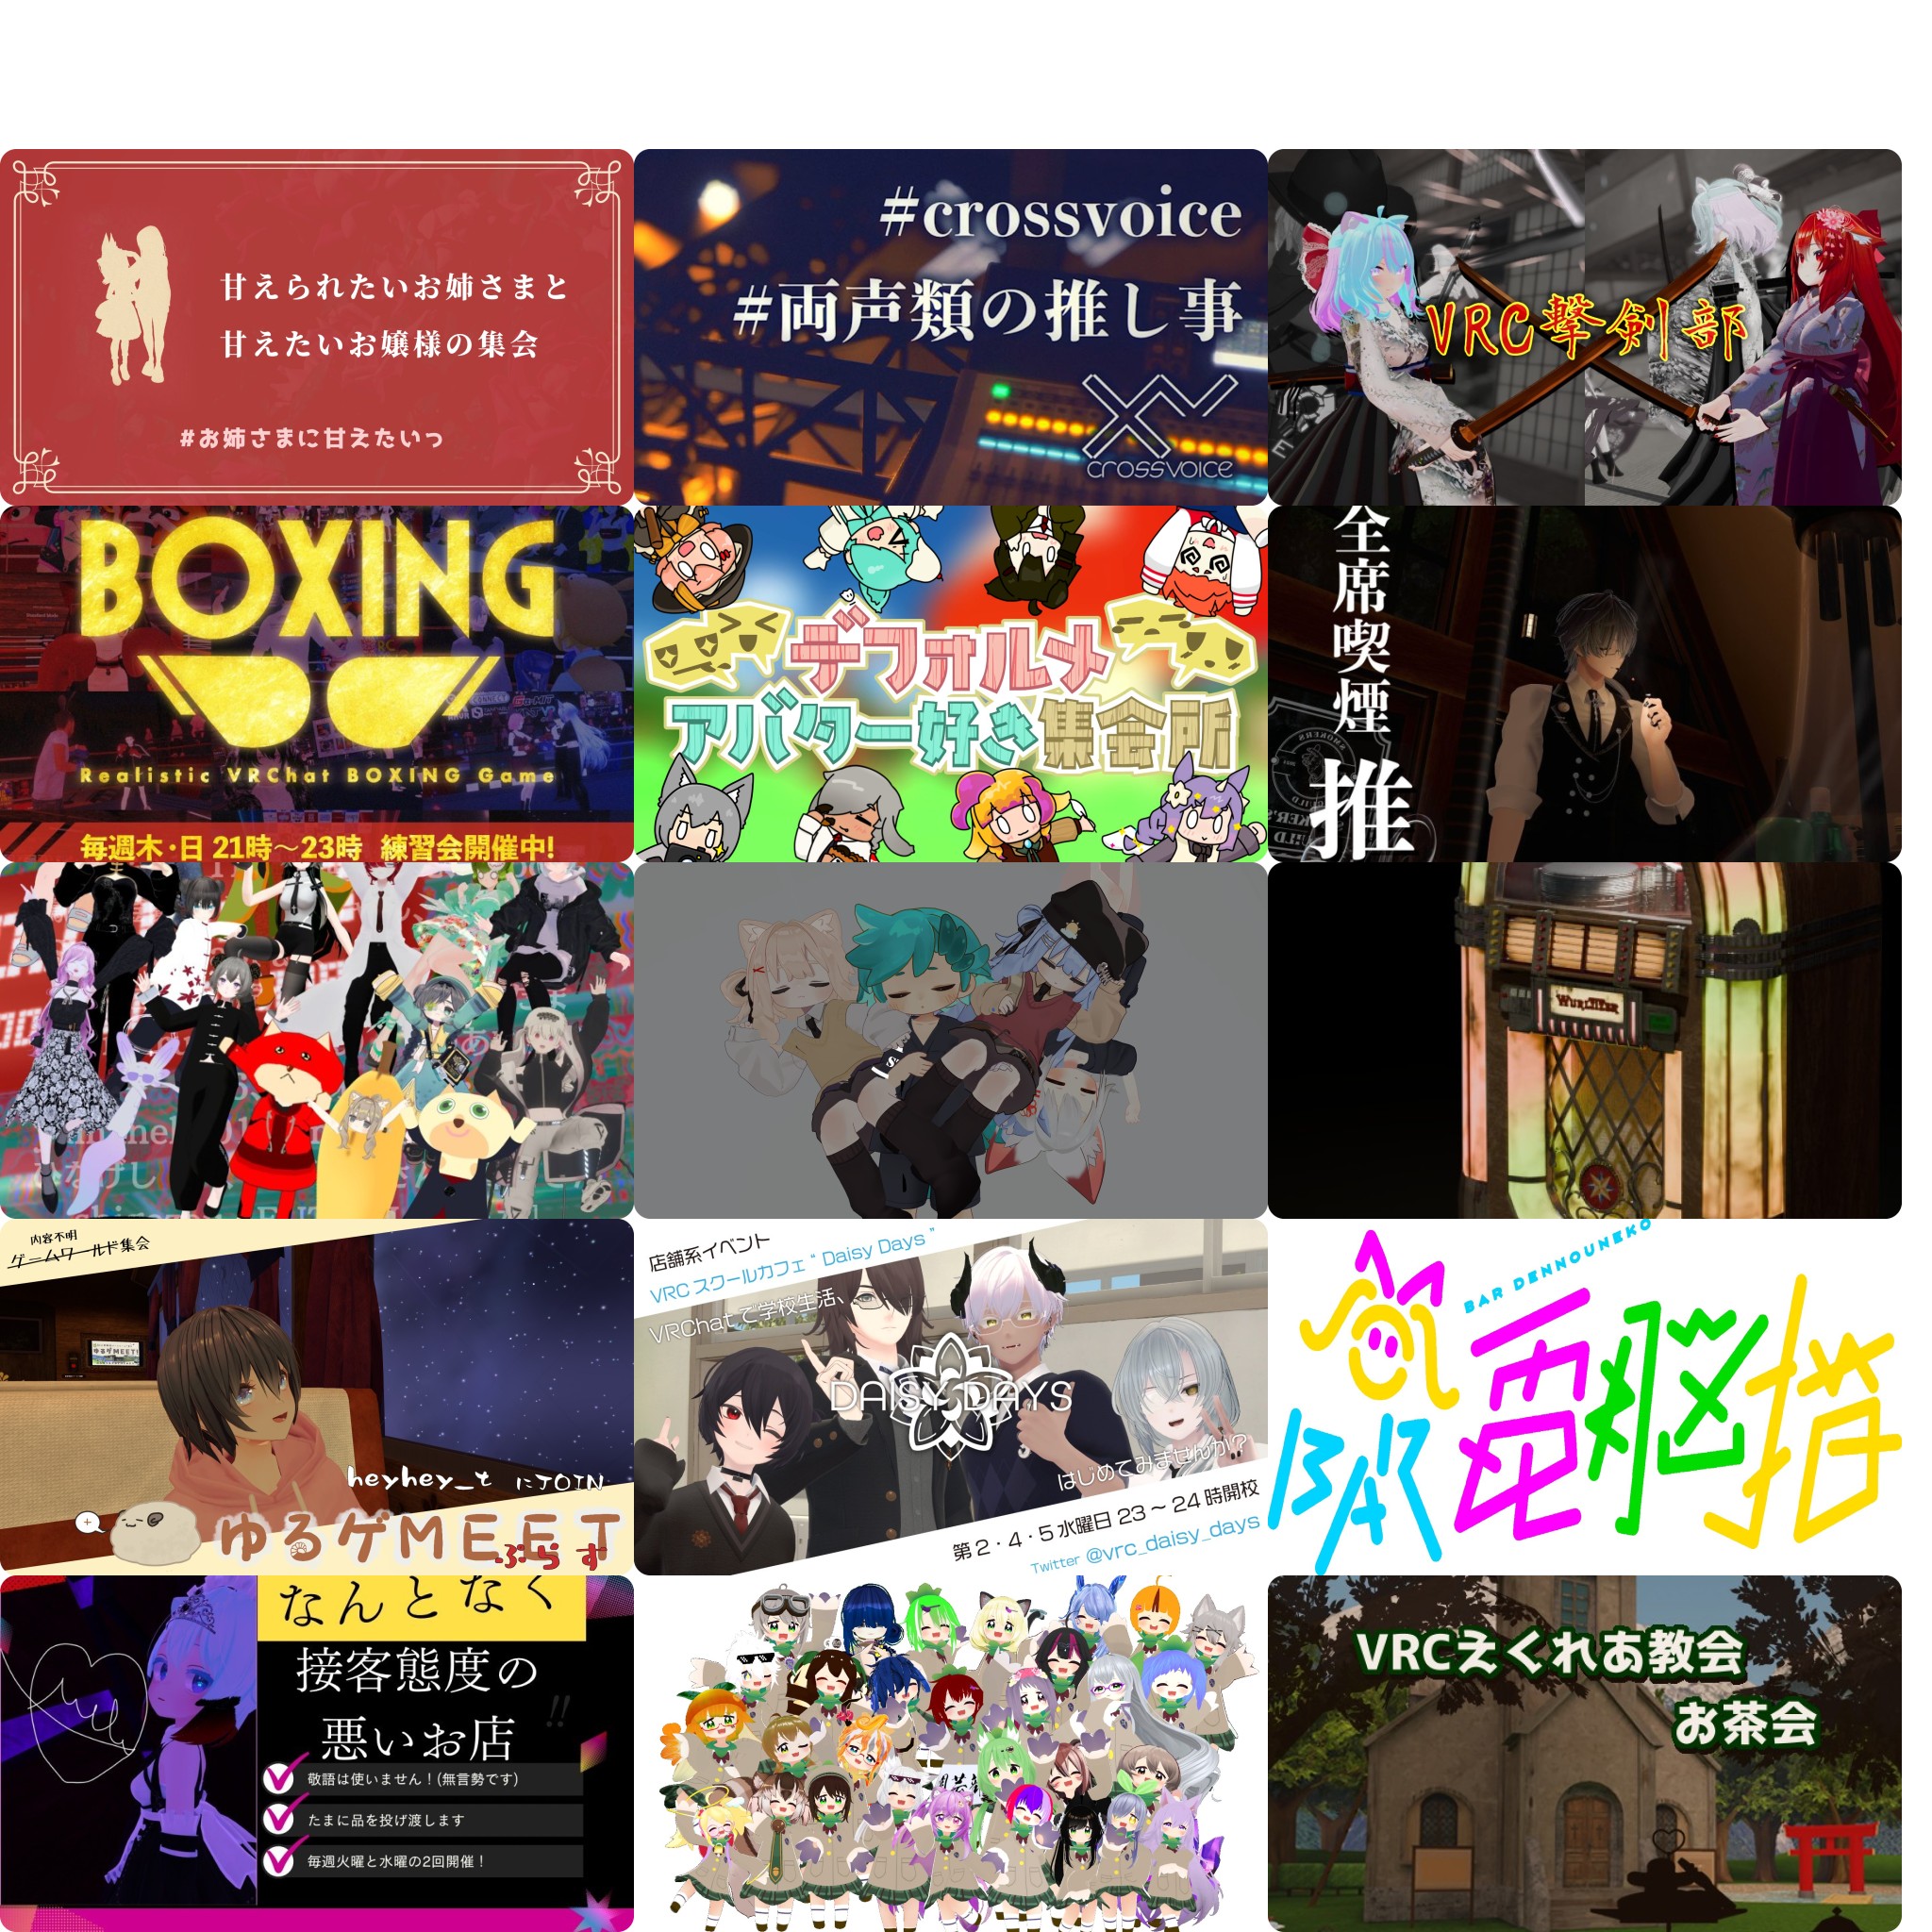 甘えられたいお姉さまと
甘えたいお嬢様の集会
#お姉さまに甘えたいっ
#crossvoice
#両声類の推し事
crossvoice
VRC撃剣部
BOXING
Realistic VRChat BOXING Game
毎週木・日 21時～23時 練習会開催中!
デフォルメ
アバター好き集会所
全席喫煙
推
WURLITZER
内容不明
ゲームワールド集会
ゆるゲMEET!
heyhey_t にJOIN
ゆるゲMEET
ぷらす
店舗系イベント
VRC スクールカフェ “ Daisy Days ”
VRChat で学校生活、
DAISY DAYS
はじめてみませんか？
第 2・4・5 水曜日 23 ~ 24 時開校
Twitter @vrc_daisy_days
BAR DENNOUNEKO
BAR 電脳猫
なんとなく
接客態度の
悪いお店
!!
敬語は使いません！(無言勢です)
たまに品を投げ渡します
毎週火曜と水曜の2回開催！
VRCえくれあ教会
お茶会